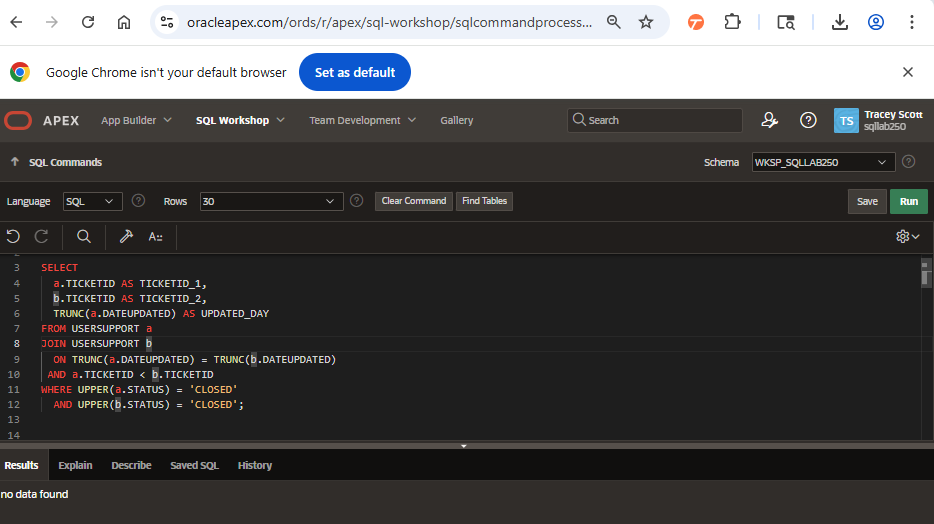 oracleapex.com/ords/r/apex/sql-workshop/sqlcommandprocess...
Google Chrome isn't your default browser Set as default
APEX App Builder SQL Workshop Team Development Gallery Search TS Tracey Scott
sqllab250
SQL Commands Schema WKSP_SQLLAB250
Language SQL Rows 30 Clear Command Find Tables Save Run
A::
2
3 SELECT
4 a.TICKETID AS TICKETID_1,
5 b.TICKETID AS TICKETID_2,
6 TRUNC(a.DATEUPDATED) AS UPDATED_DAY
7 FROM USERSUPPORT a
8 JOIN USERSUPPORT b
9 ON TRUNC(a.DATEUPDATED) = TRUNC(b.DATEUPDATED)
10 AND a.TICKETID < b.TICKETID
11 WHERE UPPER(a.STATUS) = 'CLOSED'
12 AND UPPER(b.STATUS) = 'CLOSED';
13
14
Results Explain Describe Saved SQL History
no data found